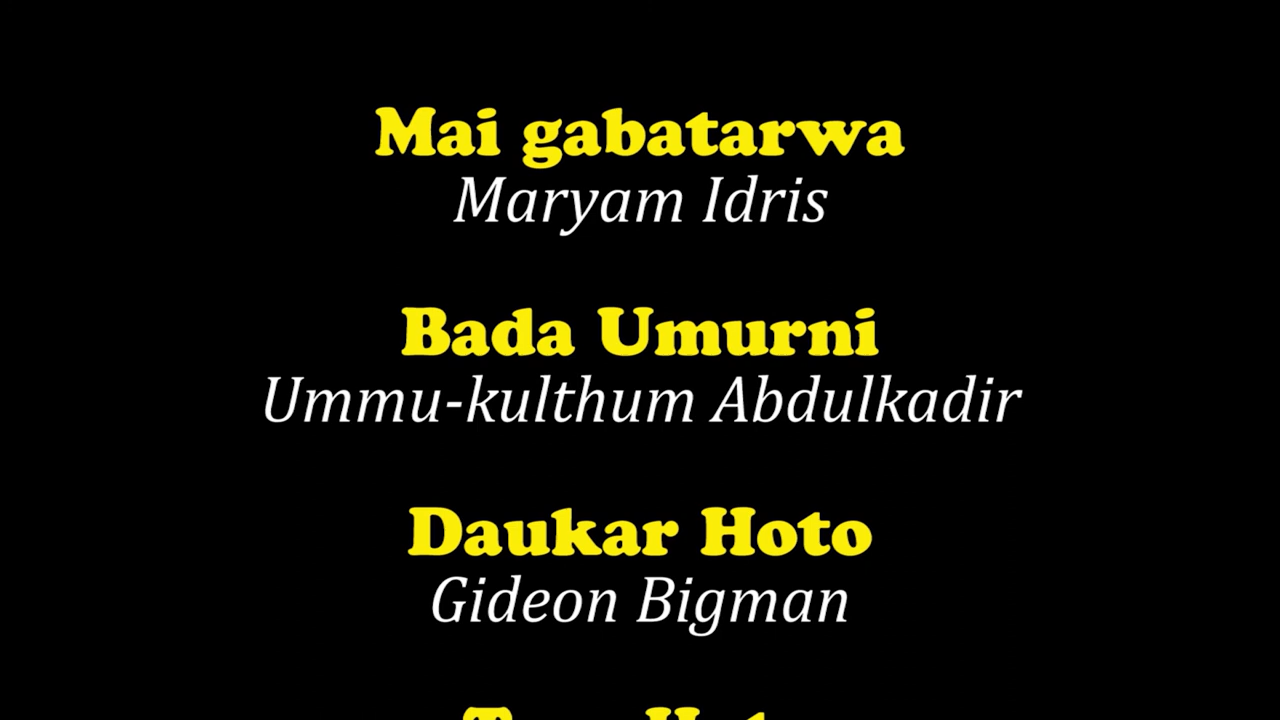 Mai gabatarwa
Maryam Idris
Bada Umurni
Ummu-kulthum Abdulkadir
Daukar Hoto
Gideon Bigman